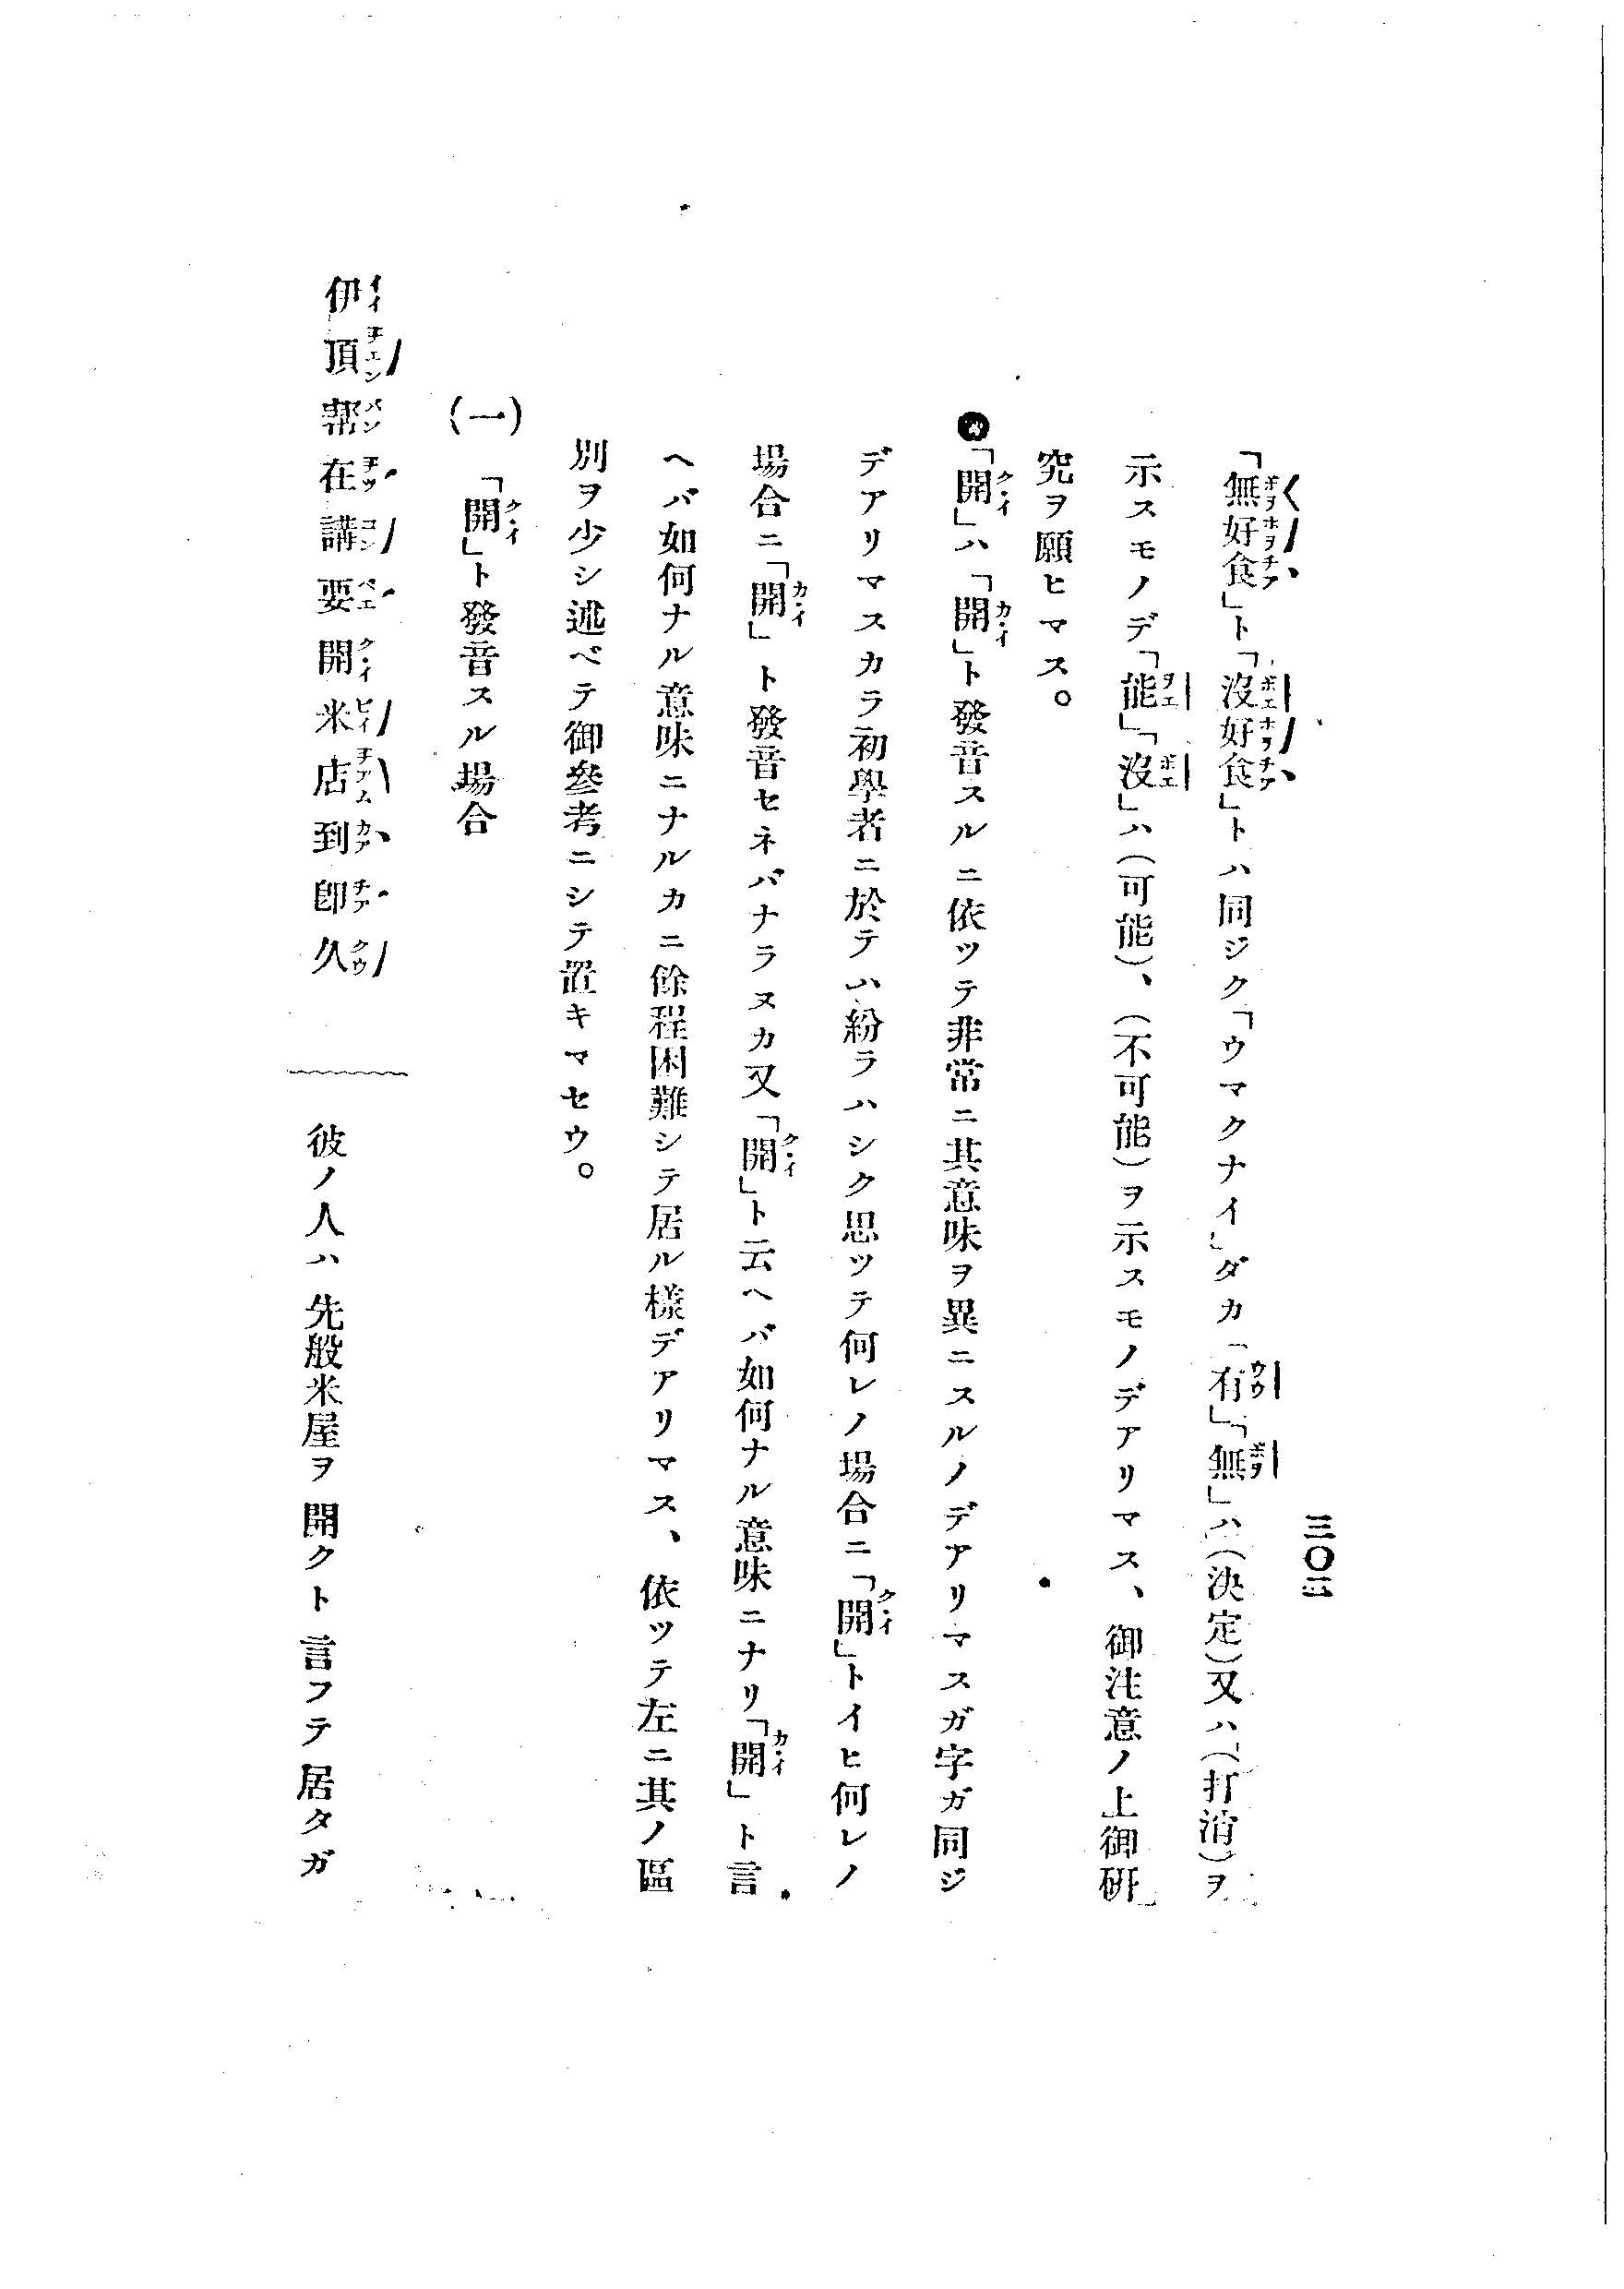 三〇二
「無好食」ト「沒好食」トハ同ジク「ウマクナイ」ダカ「有」「無」ハ(決定)又ハ(打消)ヲ
示スモノデ「能」「沒」ハ(可能)、(不可能)ヲ示スモノデアリマス、御注意ノ上御研
究ヲ願ヒマス。
「開」ハ「開」ト發音スルニ依ツテ非常ニ其意味ヲ異ニスルノデアリマスガ字ガ同ジ
デアリマスカラ初學者ニ於テハ紛ラハシク思ツテ何レノ場合ニ「開」トイヒ何レノ
場合ニ「開」ト發音セネバナラヌカ又「開」ト云ヘバ如何ナル意味ニナリ「開」ト言
ヘバ如何ナル意味ニナルカニ餘程困難シテ居ル樣デアリマス、依ツテ左ニ其ノ區
別ヲ少シ述ベテ御參考ニシテ置キマセウ。
(一) 「開」ト發音スル場合
伊頂帮在講要開米店到卽久 彼ノ人ハ先般米屋ヲ開クト言フテ居タガ